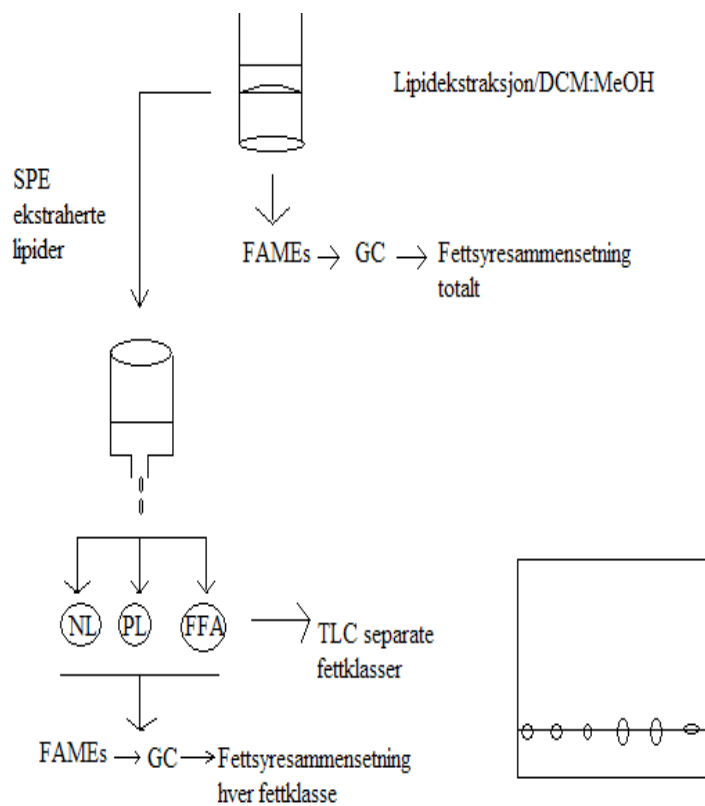 Lipidekstraksjon/DCM:MeOH
SPE
ekstraherte
lipider
FAMEs GC Fettsyresammensetning
totalt
NL PL FFA
TLC separate
fettklasser
FAMEs GC Fettsyresammensetning
hver fettklasse